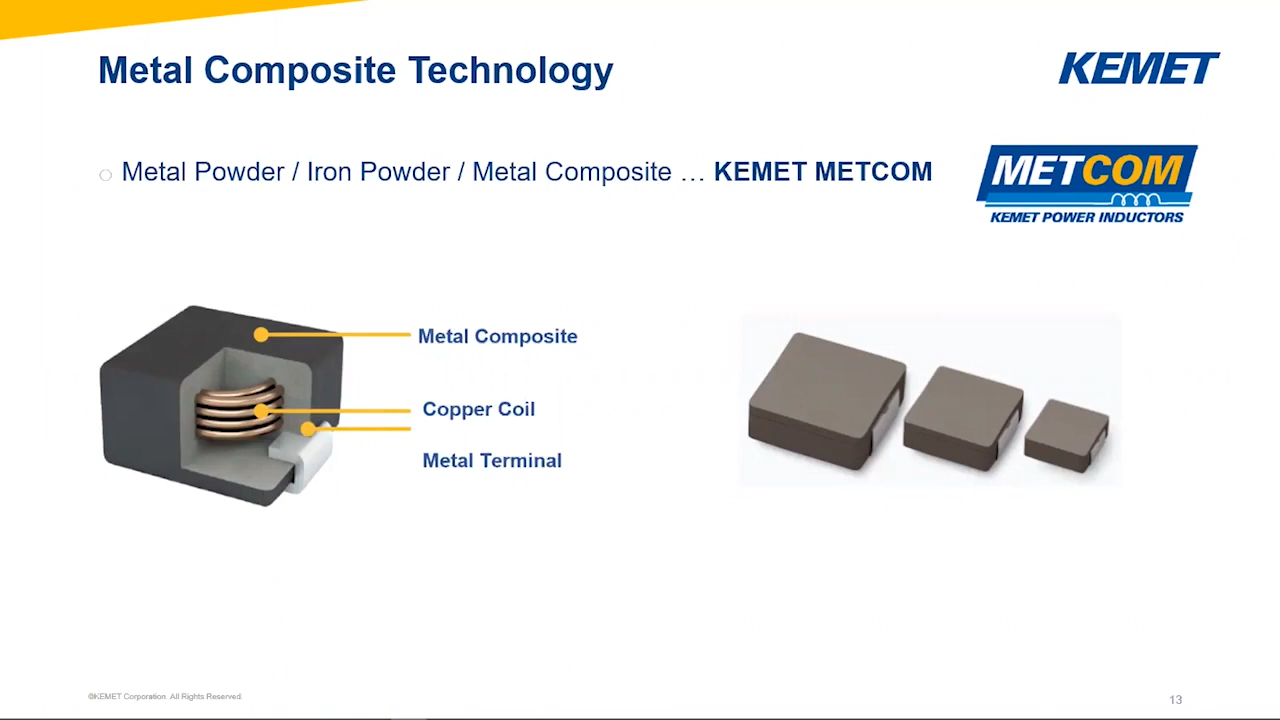 Metal Composite Technology
KEMET
Metal Powder / Iron Powder / Metal Composite … KEMET METCOM
METCOM
KEMET POWER INDUCTORS
Metal Composite
Copper Coil
Metal Terminal
©KEMET Corporation. All Rights Reserved.
13